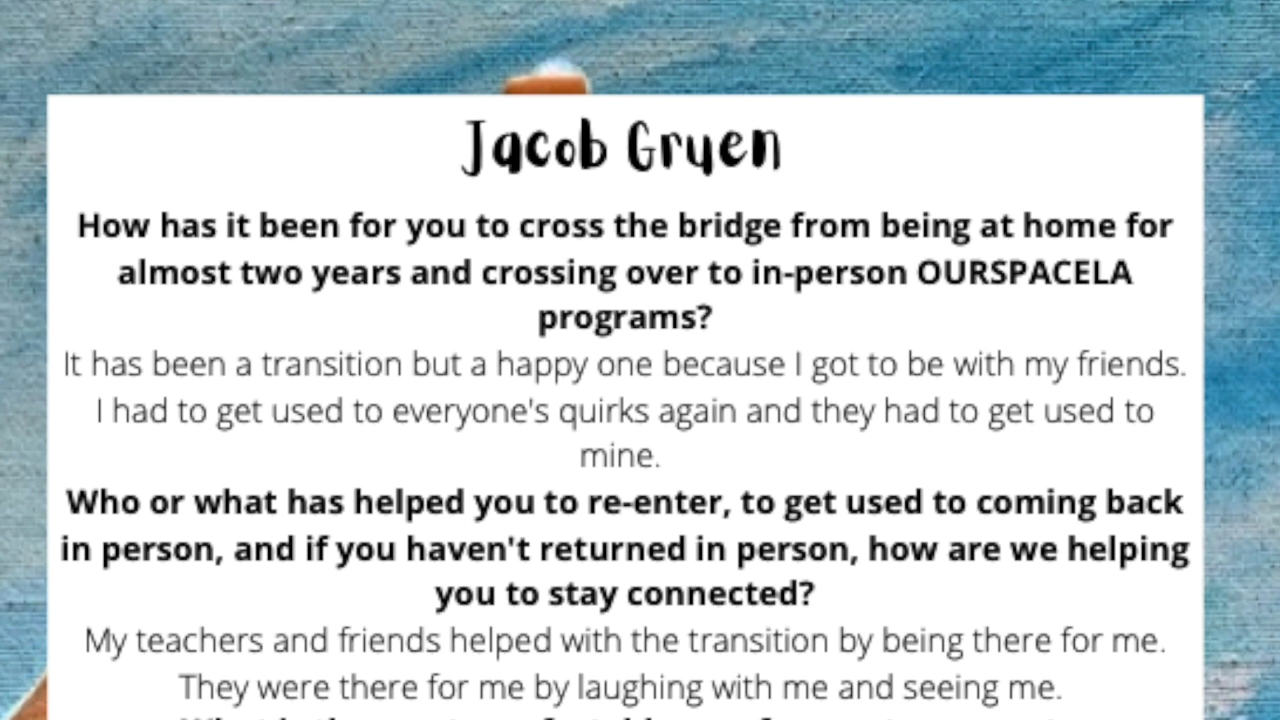 Jacob Gruen
How has it been for you to cross the bridge from being at home for
almost two years and crossing over to in-person OURSPACELA
programs?
It has been a transition but a happy one because I got to be with my friends.
I had to get used to everyone's quirks again and they had to get used to
mine.
Who or what has helped you to re-enter, to get used to coming back
in person, and if you haven't returned in person, how are we helping
you to stay connected?
My teachers and friends helped with the transition by being there for me.
They were there for me by laughing with me and seeing me.